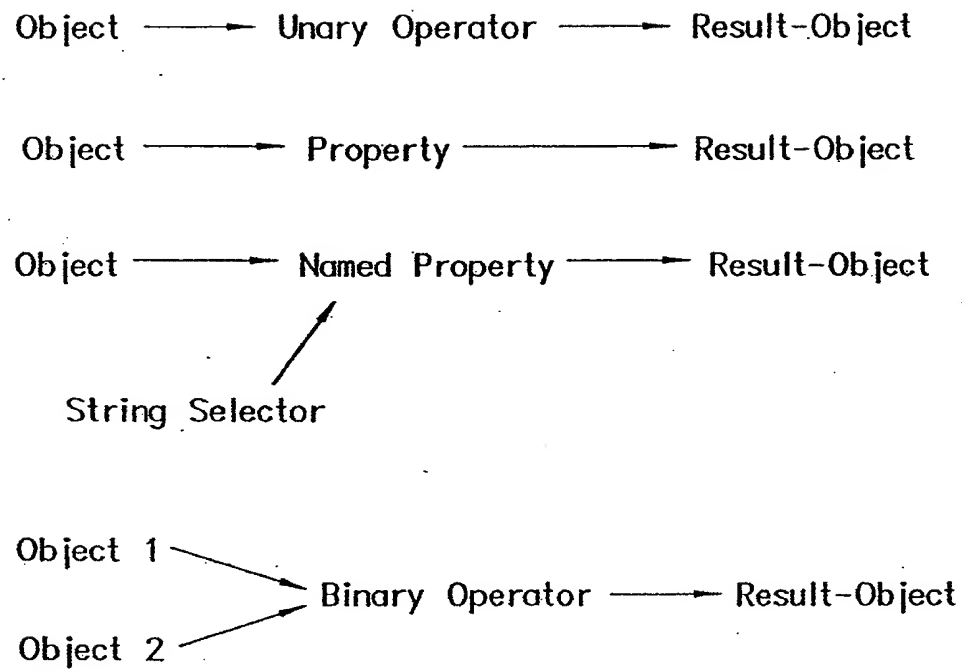 Object Unary Operator Result-Object
Object Property Result-Object
Object Named Property Result-Object
String Selector
Object 1
Binary Operator Result-Object
Object 2